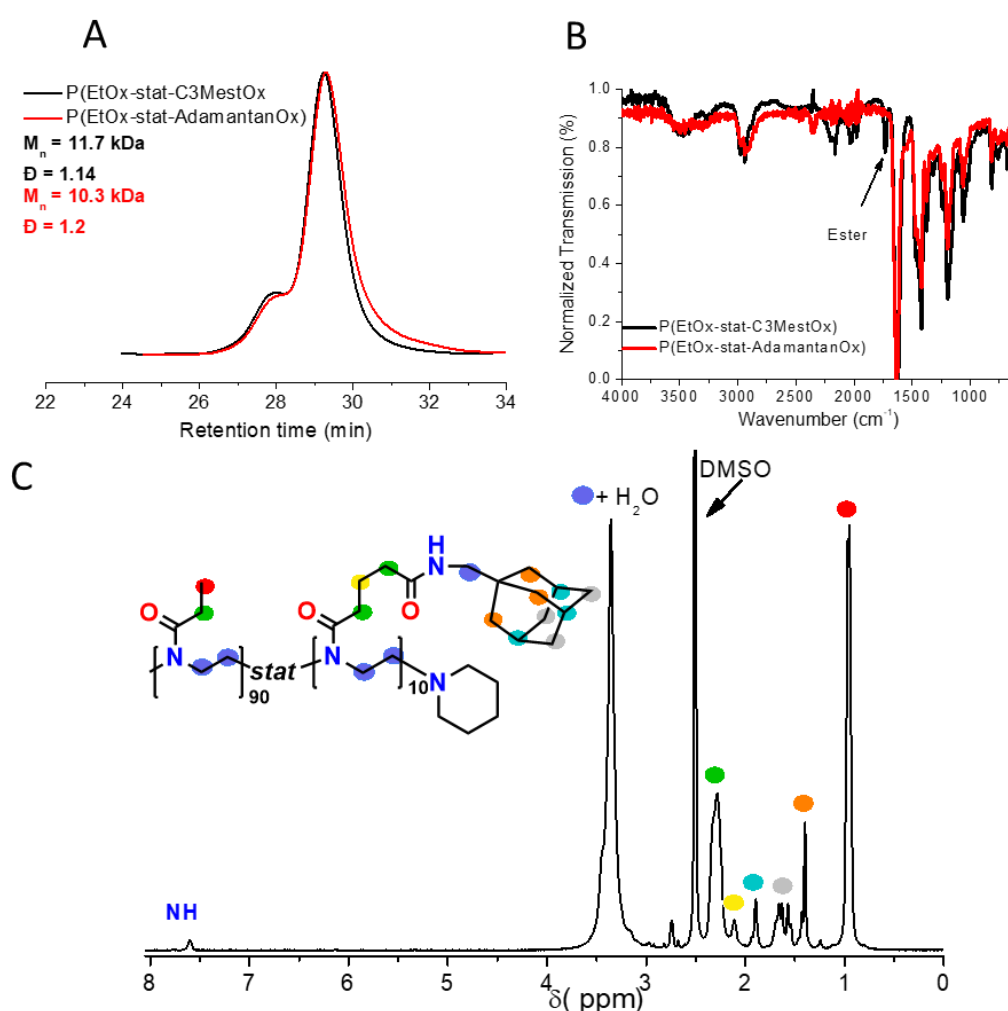 A
P(EtOx-stat-C3MestOx
P(EtOx-stat-AdamantanOx)
Mn = 11.7 kDa
Đ = 1.14
Mn = 10.3 kDa
Đ = 1.2
22 24 26 28 30 32 34
Retention time (min)
B
Normalized Transmission (%)
1.0
0.8
0.6
0.4
0.2
0.0
Ester
P(EtOx-stat-C3MestOx)
P(EtOx-stat-AdamantanOx)
4000 3500 3000 2500 2000 1500 1000
Wavenumber (cm-1)
C
+ H2O
DMSO
H
N
O
O
O
N
N
stat
90
10
N
NH
8 7 6 5 4 3 2 1 0
δ( ppm)